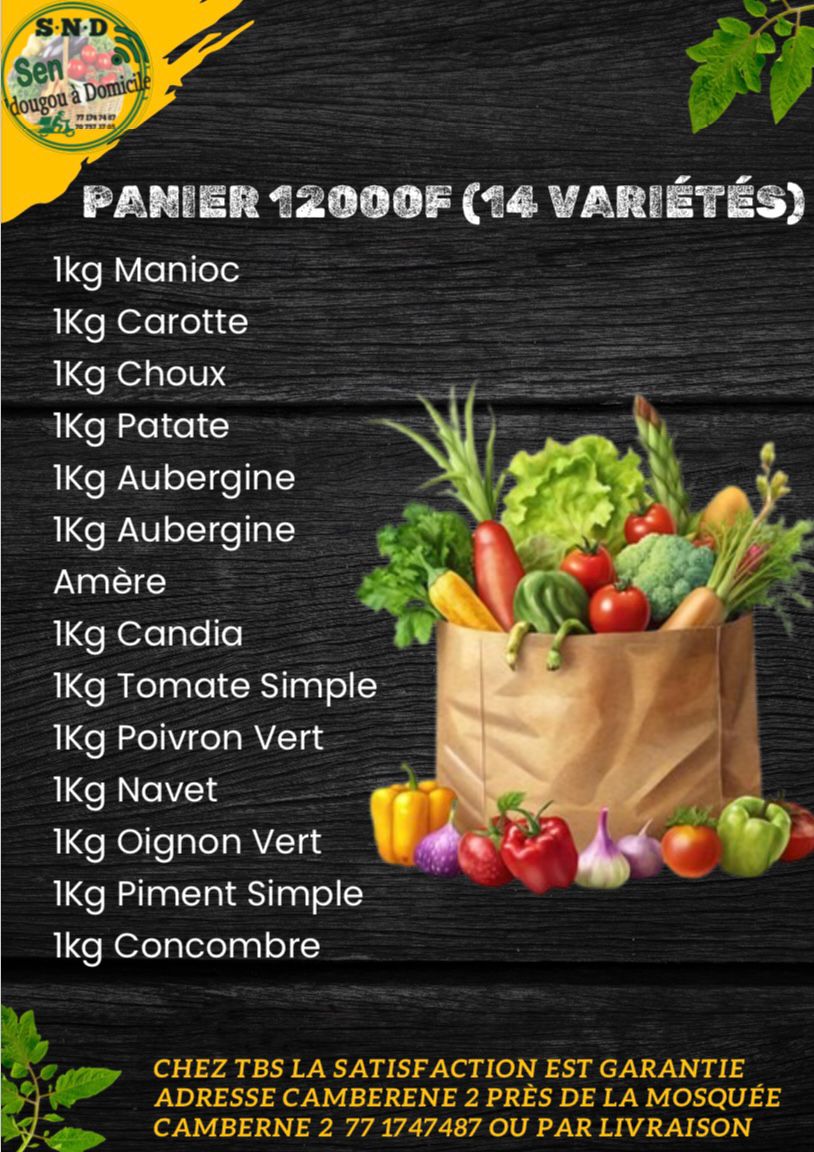 S·N·D
Sen
dougou à Domicile
77 174 74 87
PANIER 12000F (14 VARIÉTÉS)
1kg Manioc
1Kg Carotte
1Kg Choux
1Kg Patate
1Kg Aubergine
1Kg Aubergine
Amère
1Kg Candia
1Kg Tomate Simple
1Kg Poivron Vert
1Kg Navet
1Kg Oignon Vert
1Kg Piment Simple
1kg Concombre
CHEZ TBS LA SATISFACTION EST GARANTIE
ADRESSE CAMBERENE 2 PRÈS DE LA MOSQUÉE
CAMBERNE 2 77 1747487 OU PAR LIVRAISON